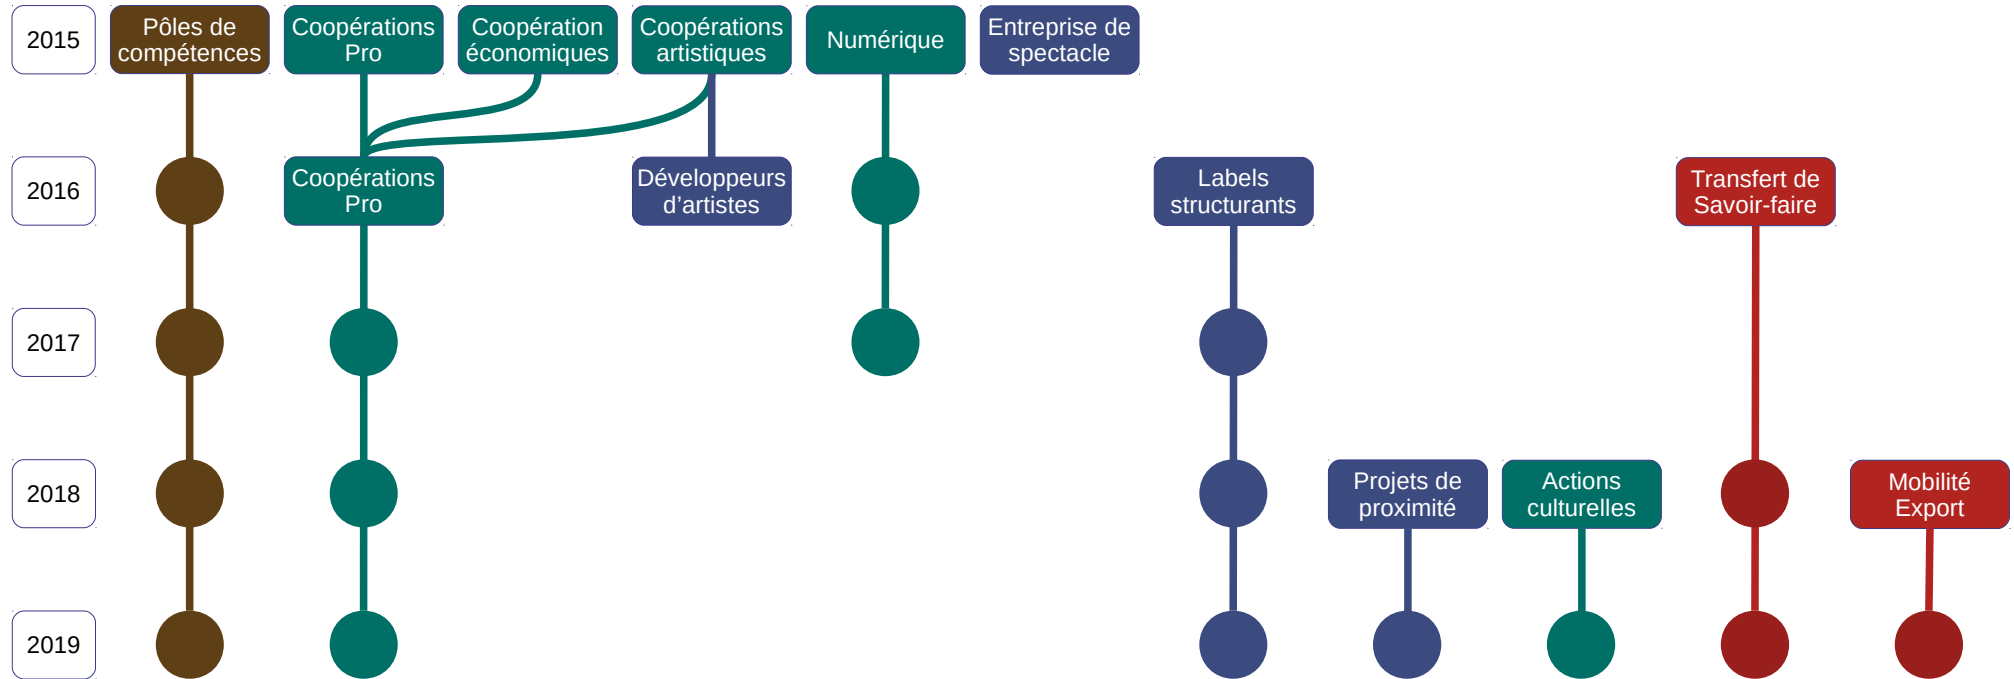 2015
Pôles de
compétences
Coopérations
Pro
Coopération
économiques
Coopérations
artistiques
Numérique
Entreprise de
spectacle
2016
Coopérations
Pro
Développeurs
d’artistes
Labels
structurants
Transfert de
Savoir-faire
2017
2018
Projets de
proximité
Actions
culturelles
Mobilité
Export
2019